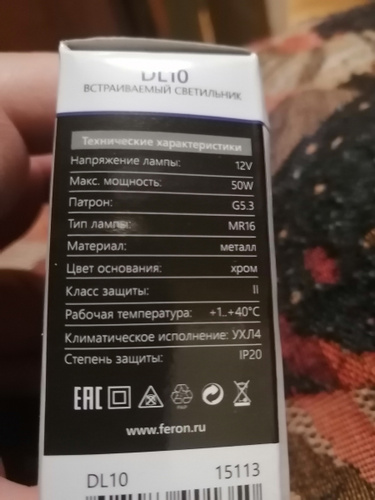 DL10
ВСТРАИВАЕМЫЙ СВЕТИЛЬНИК
Технические характеристики
Напряжение лампы: 12V
Макс. мощность: 50W
Патрон: G5.3
Тип лампы: MR16
Материал: металл
Цвет основания: хром
Класс защиты: II
Рабочая температура: +1..+40°C
Климатическое исполнение: УХЛ4
Степень защиты: IP20
EAC
www.feron.ru
DL10 15113